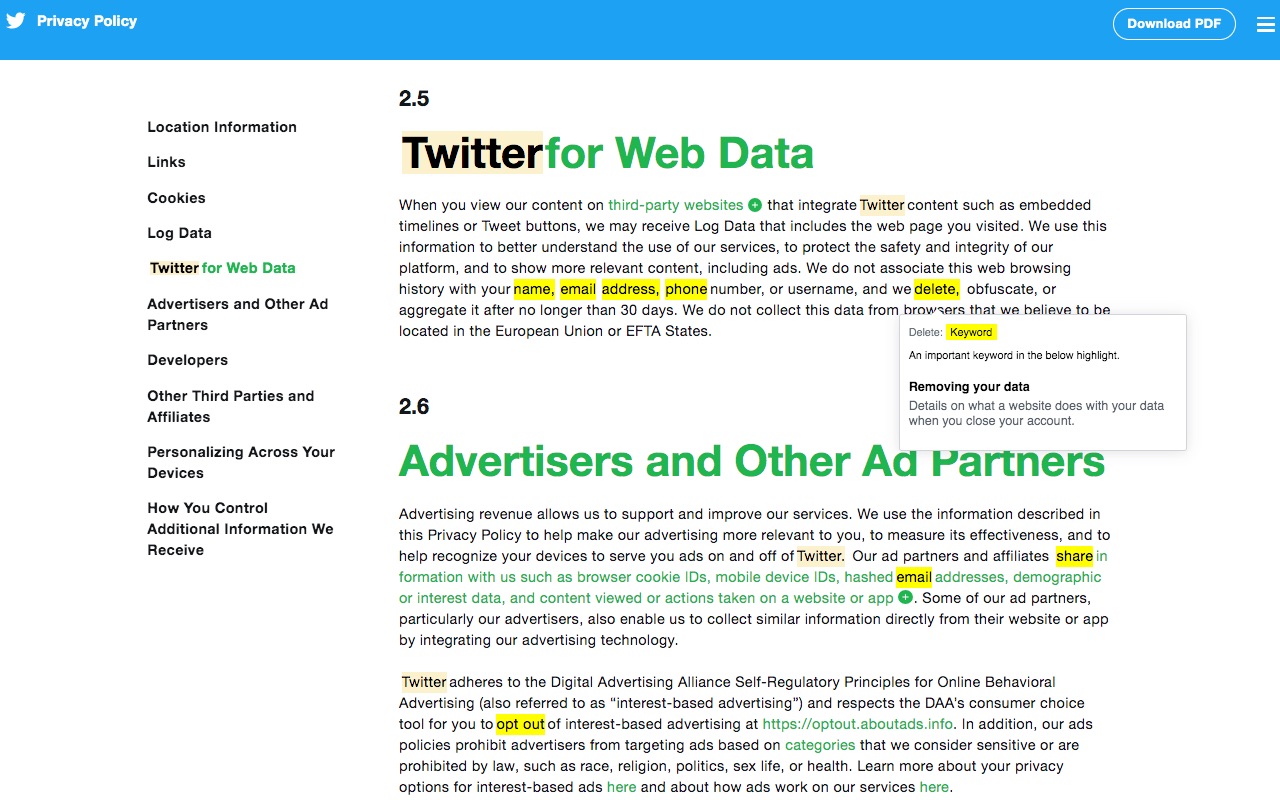 Privacy Policy
Download PDF
Location Information
Links
Cookies
Log Data
Twitter for Web Data
Advertisers and Other Ad
Partners
Developers
Other Third Parties and
Affiliates
Personalizing Across Your
Devices
How You Control
Additional Information We
Receive
2.5
Twitter for Web Data
When you view our content on third-party websites that integrate Twitter content such as embedded
timelines or Tweet buttons, we may receive Log Data that includes the web page you visited. We use this
information to better understand the use of our services, to protect the safety and integrity of our
platform, and to show more relevant content, including ads. We do not associate this web browsing
history with your name, email address, phone number, or username, and we delete, obfuscate, or
aggregate it after no longer than 30 days. We do not collect this data from browsers that we believe to be
located in the European Union or EFTA States.
Delete: Keyword
An important keyword in the below highlight.
Removing your data
Details on what a website does with your data
when you close your account.
2.6
Advertisers and Other Ad Partners
Advertising revenue allows us to support and improve our services. We use the information described in
this Privacy Policy to help make our advertising more relevant to you, to measure its effectiveness, and to
help recognize your devices to serve you ads on and off of Twitter. Our ad partners and affiliates share in
formation with us such as browser cookie IDs, mobile device IDs, hashed email addresses, demographic
or interest data, and content viewed or actions taken on a website or app . Some of our ad partners,
particularly our advertisers, also enable us to collect similar information directly from their website or app
by integrating our advertising technology.
Twitter adheres to the Digital Advertising Alliance Self-Regulatory Principles for Online Behavioral
Advertising (also referred to as “interest-based advertising”) and respects the DAA's consumer choice
tool for you to opt out of interest-based advertising at https://optout.aboutads.info. In addition, our ads
policies prohibit advertisers from targeting ads based on categories that we consider sensitive or are
prohibited by law, such as race, religion, politics, sex life, or health. Learn more about your privacy
options for interest-based ads here and about how ads work on our services here.